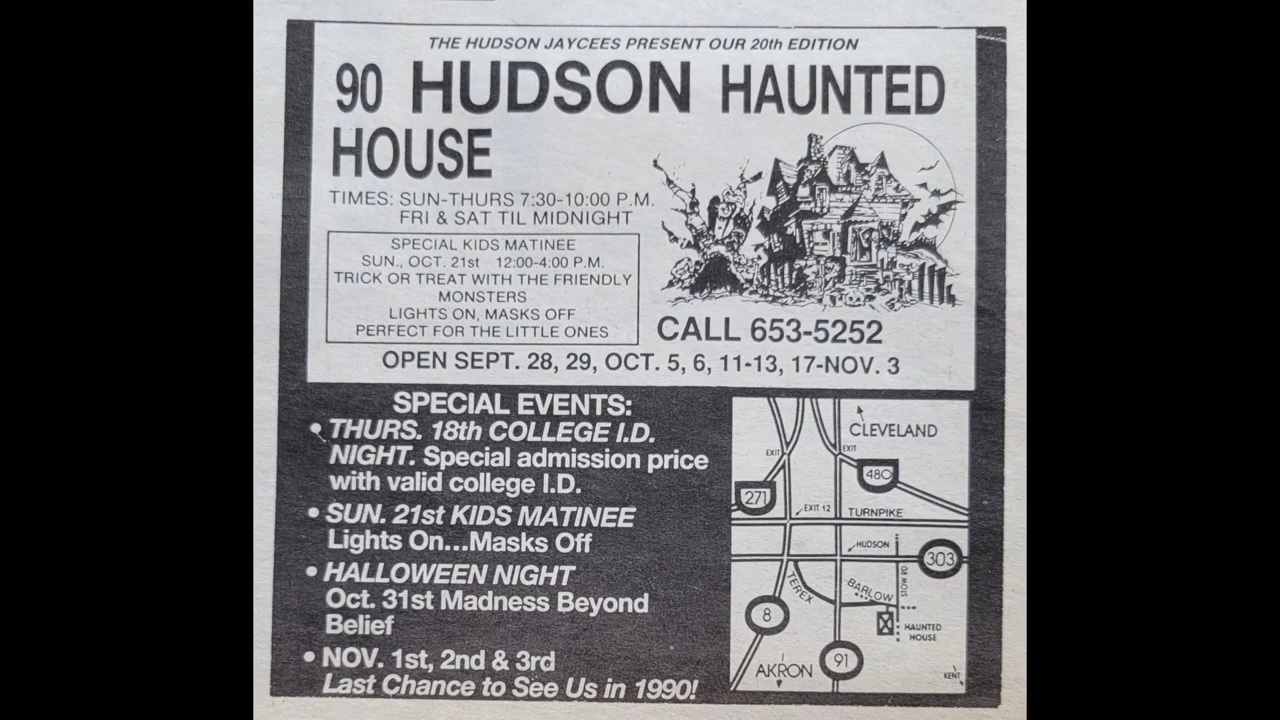 THE HUDSON JAYCEES PRESENT OUR 20th EDITION
90 HUDSON HAUNTED
HOUSE
TIMES: SUN-THURS 7:30-10:00 P.M.
FRI & SAT TIL MIDNIGHT
SPECIAL KIDS MATINEE
SUN., OCT. 21st 12:00-4:00 P.M.
TRICK OR TREAT WITH THE FRIENDLY
MONSTERS
LIGHTS ON, MASKS OFF
PERFECT FOR THE LITTLE ONES
CALL 653-5252
OPEN SEPT. 28, 29, OCT. 5, 6, 11-13, 17-NOV. 3
SPECIAL EVENTS:
• THURS. 18th COLLEGE I.D.
NIGHT. Special admission price
with valid college I.D.
• SUN. 21st KIDS MATINEE
Lights On...Masks Off
• HALLOWEEN NIGHT
Oct. 31st Madness Beyond
Belief
• NOV. 1st, 2nd & 3rd
Last Chance to See Us in 1990!
CLEVELAND
EXIT
EXIT
480
271
EXIT 12
TURNPIKE
HUDSON
303
TEREX
BARLOW
STOW RD
8
HAUNTED
HOUSE
91
AKRON
KENT